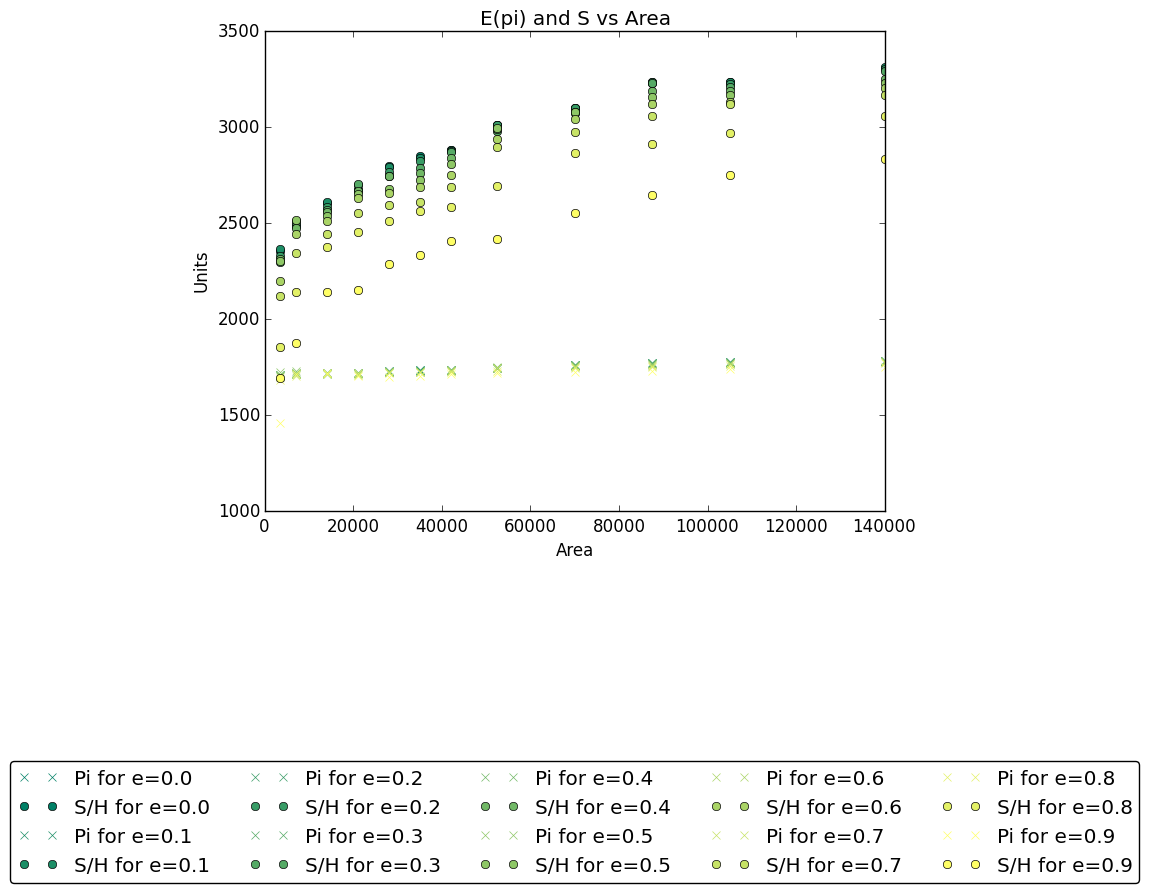 E(pi) and S vs Area
3500
3000
2500
2000
1500
1000
Units
0 20000 40000 60000 80000 100000 120000 140000
Area
Pi for e=0.0 Pi for e=0.2 Pi for e=0.4 Pi for e=0.6 Pi for e=0.8
S/H for e=0.0 S/H for e=0.2 S/H for e=0.4 S/H for e=0.6 S/H for e=0.8
Pi for e=0.1 Pi for e=0.3 Pi for e=0.5 Pi for e=0.7 Pi for e=0.9
S/H for e=0.1 S/H for e=0.3 S/H for e=0.5 S/H for e=0.7 S/H for e=0.9